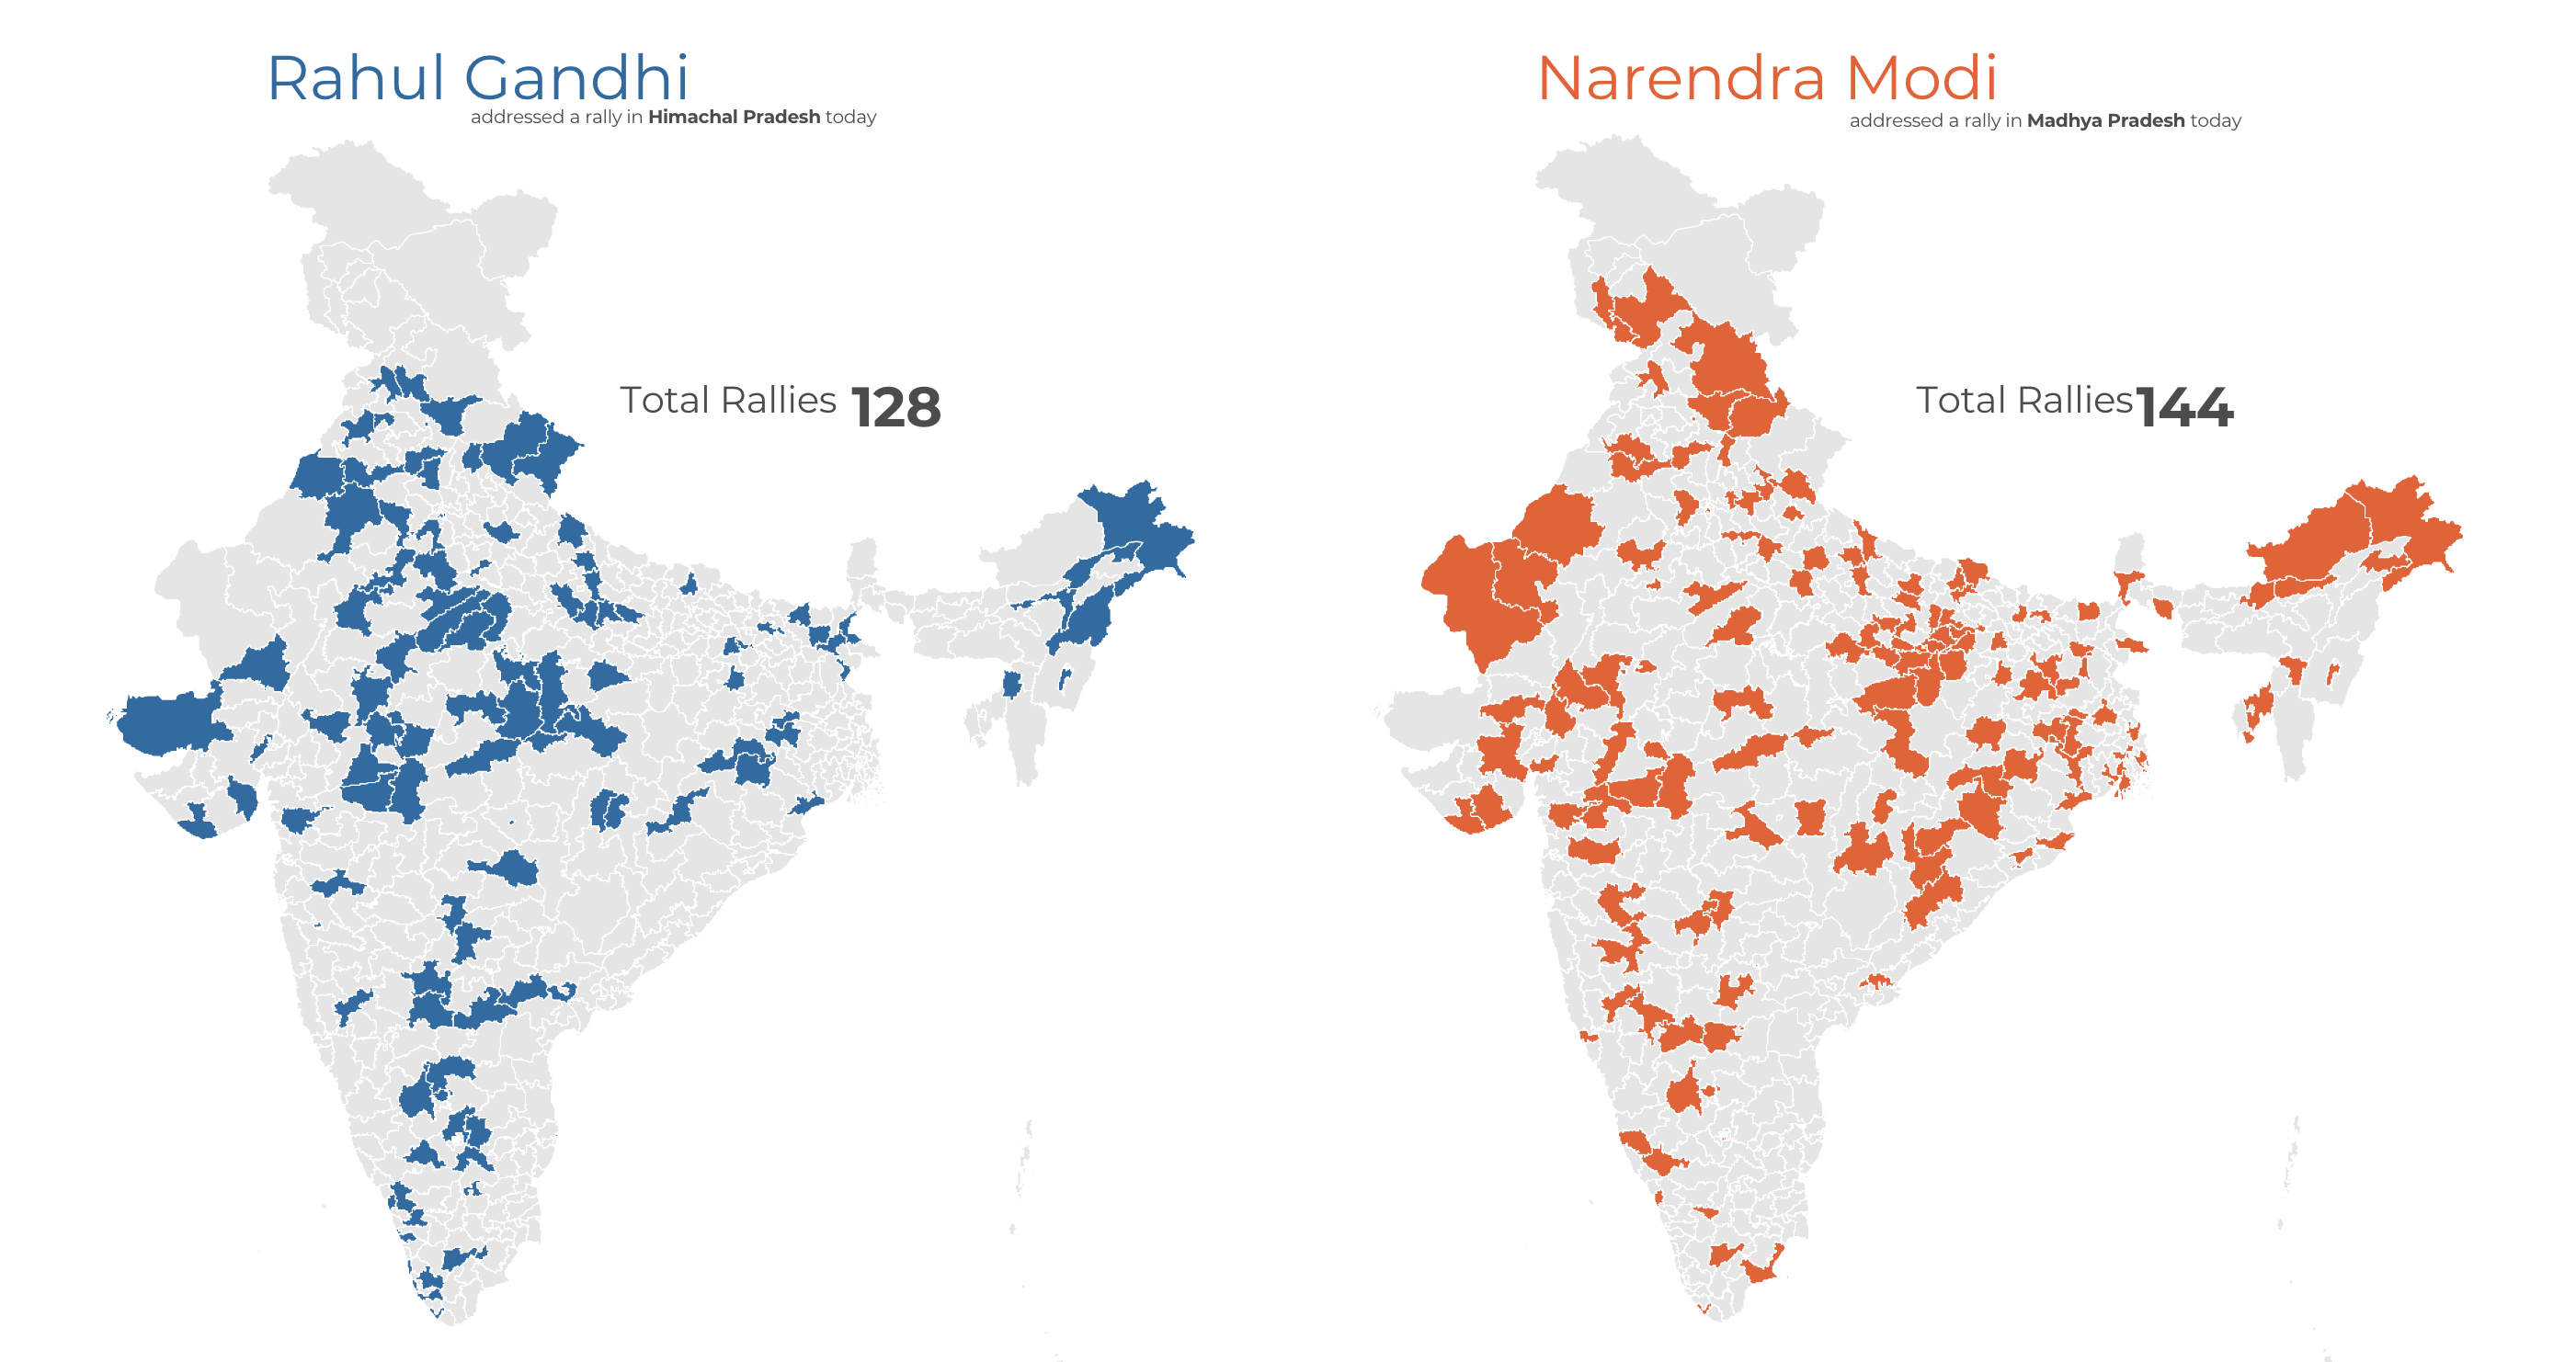 Rahul Gandhi
addressed a rally in Himachal Pradesh today
Total Rallies 128
Narendra Modi
addressed a rally in Madhya Pradesh today
Total Rallies 144